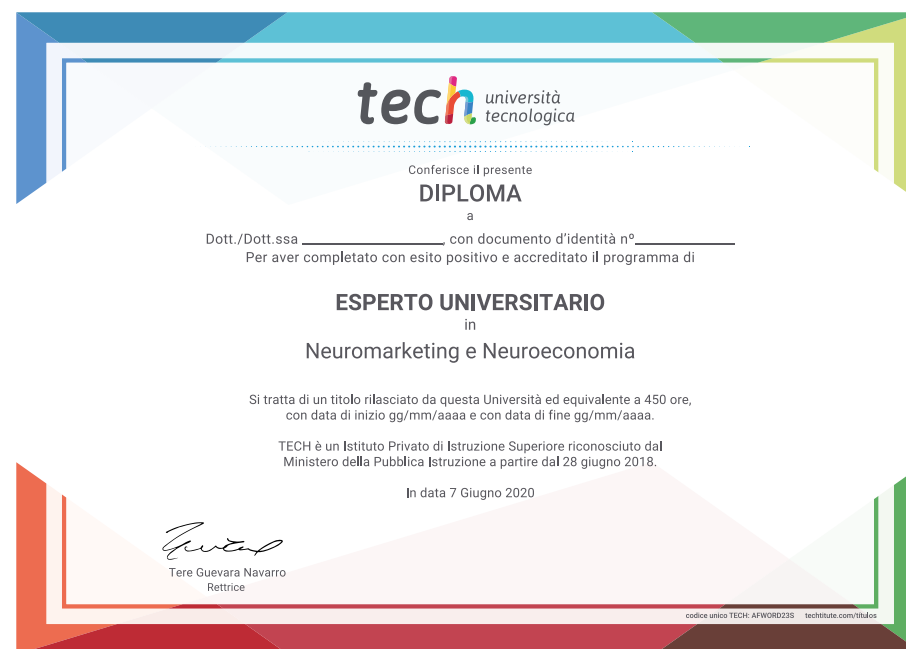 tech università
tecnologica
Conferisce il presente
DIPLOMA
a
Dott./Dott.ssa ____________________, con documento d'identità nº______________
Per aver completato con esito positivo e accreditato il programma di
ESPERTO UNIVERSITARIO
in
Neuromarketing e Neuroeconomia
Si tratta di un titolo rilasciato da questa Università ed equivalente a 450 ore,
con data di inizio gg/mm/aaaa e con data di fine gg/mm/aaaa.
TECH è un Istituto Privato di Istruzione Superiore riconosciuto dal
Ministero della Pubblica Istruzione a partire dal 28 giugno 2018.
In data 7 Giugno 2020
Tere Guevara Navarro
Rettrice
codice unico TECH: AFWORD23S techtitute.com/titulos